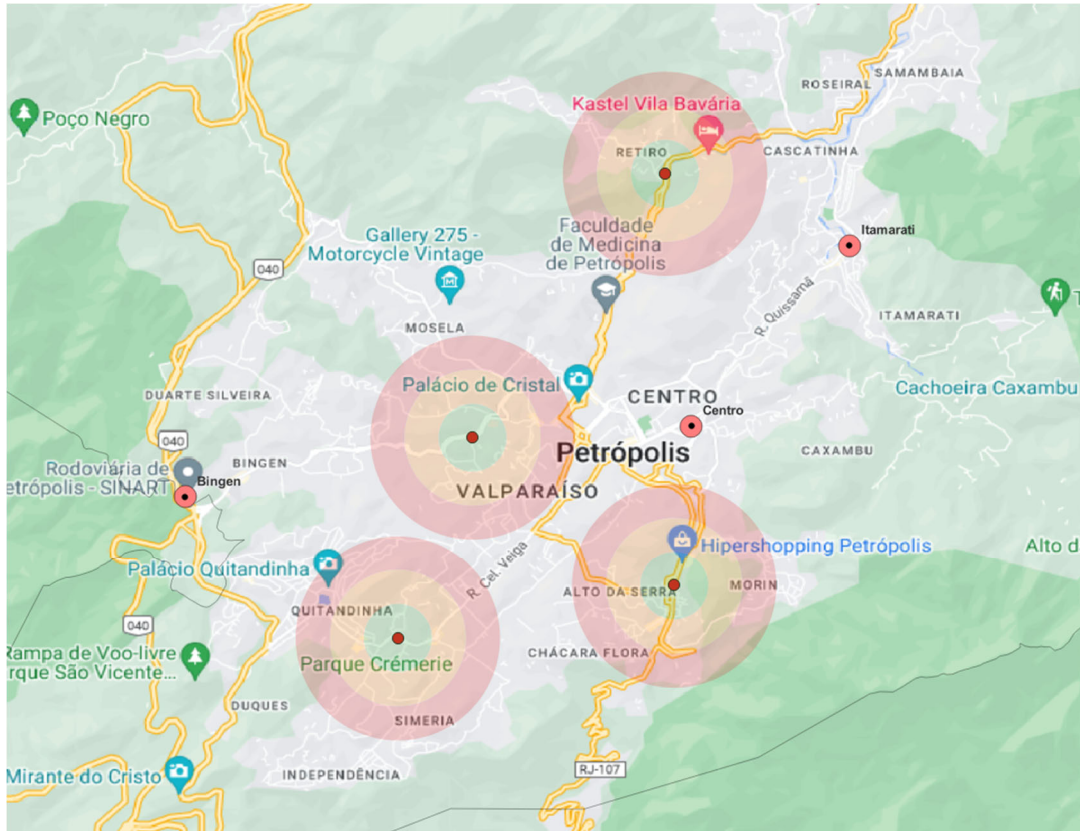 SAMAMBAIA
ROSEIRAL
Kastel Vila Bavária
Poço Negro
RETIRO
CASCATINHA
Faculdade
de Medicina
de Petrópolis
Gallery 275 -
Motorcycle Vintage
Itamarati
040
R. Quissamã
T
ITAMARATI
MOSELA
Palácio de Cristal
Cachoeira Caxambu
DUARTE SILVEIRA
CENTRO
Centro
040
Petrópolis
CAXAMBU
Rodoviária de
etrópolis - SINART
BINGEN
Bingen
VALPARAÍSO
Hipershopping Petrópolis
Alto d
R. Cel. Veiga
Palácio Quitandinha
ALTO DA SERRA
MORIN
QUITANDINHA
040
Rampa de Voo-livre
rque São Vicente...
Parque Crémerie
CHÁCARA FLORA
DUQUES
SIMERIA
RJ-107
Mirante do Cristo
INDEPENDÊNCIA